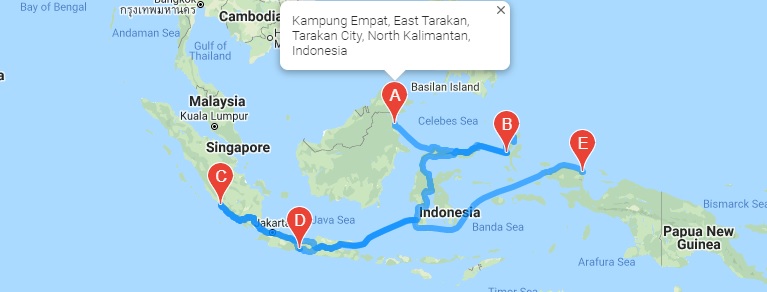 Bay of Bengal
Bangkok
กรุงเทพมหานคร
Cambodia
Andaman Sea
Gulf of
Thailand
Ho
×
Kampung Empat, East Tarakan,
Tarakan City, North Kalimantan,
Indonesia
Basilan Island
Malaysia
Kuala Lumpur
A
Celebes Sea
B
Singapore
E
C
Bismarck Sea
D
Java Sea
Jakarta
Indonesia
Banda Sea
Papua New
Guinea
Arafura Sea
Timor Sea